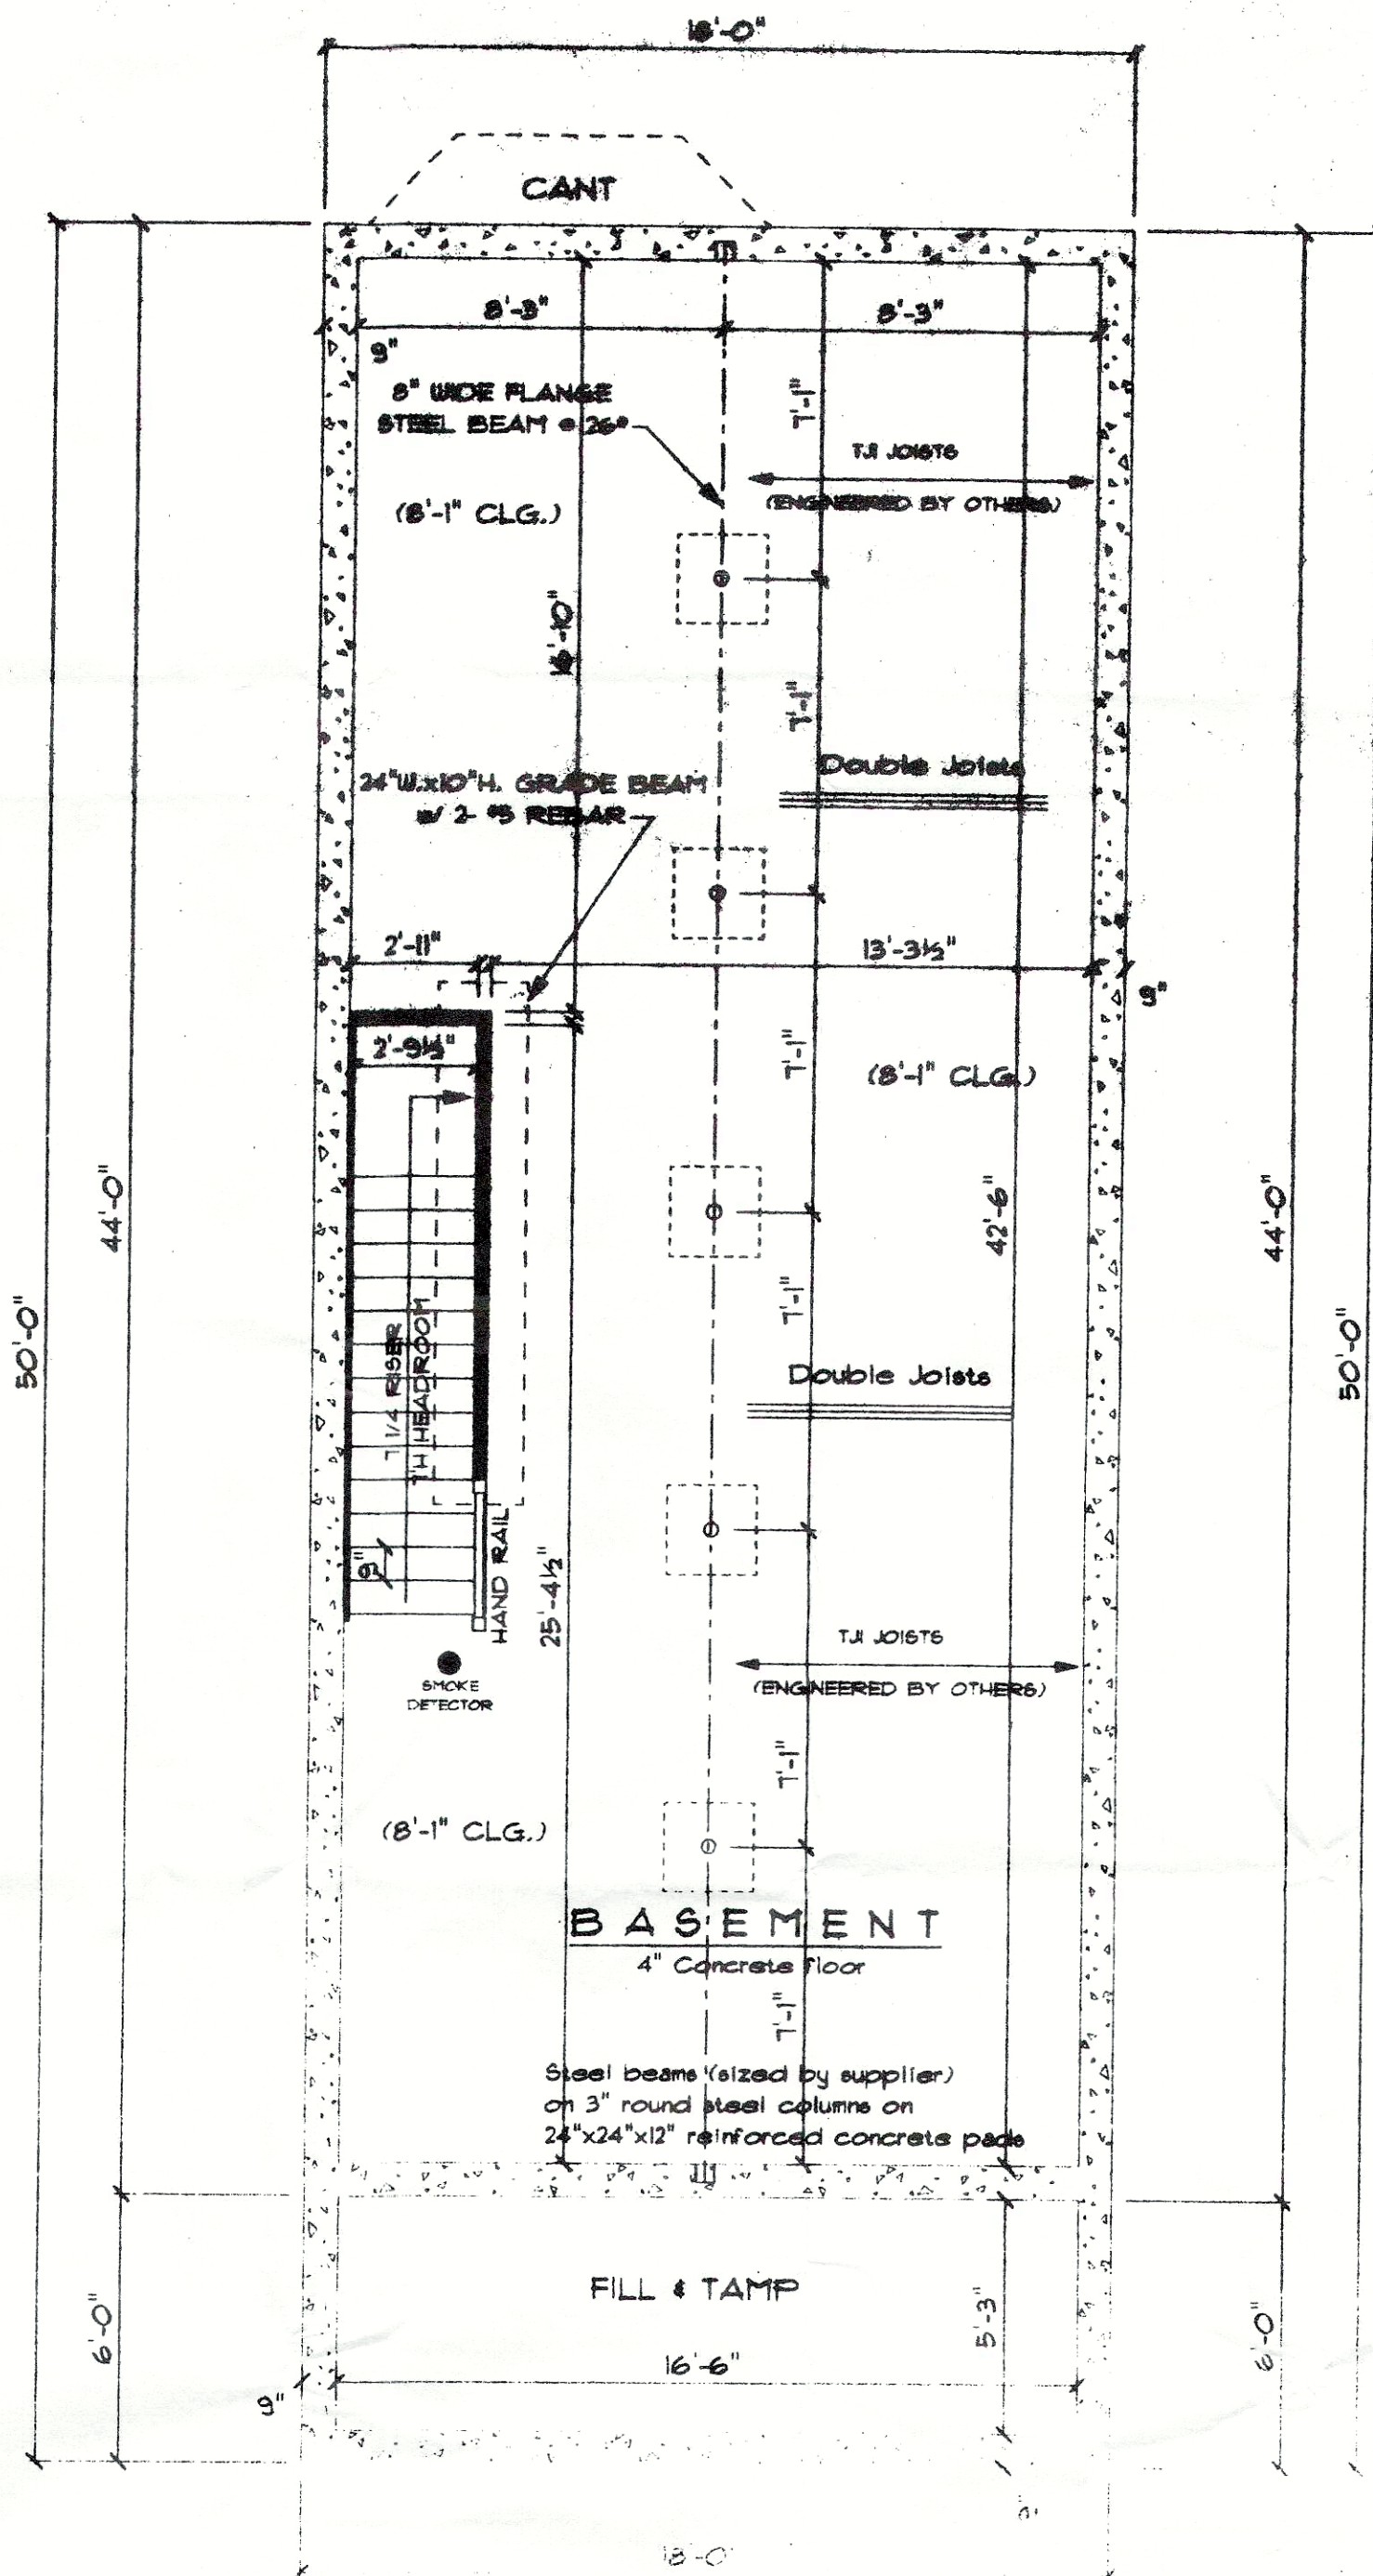 18'-0"
CANT
8'-3"
8'-3"
9"
8" WIDE FLANGE
STEEL BEAM @ 26#
7'-1"
TJI JOISTS
(ENGINEERED BY OTHERS)
(8'-1" CLG.)
16'-10"
7'-1"
Double Joists
24"W.x10"H. GRADE BEAM
w/ 2- #5 REBAR
2'-11"
13'-3½"
9"
2'-9½"
7'-1"
(8'-1" CLG.)
44'-0"
42'-6"
44'-0"
50'-0"
50'-0"
7 1/4 RISER
7'H HEADROOM
7'-1"
Double Joists
9"
HAND RAIL
25'-4½"
SMOKE
DETECTOR
TJI JOISTS
(ENGINEERED BY OTHERS)
7'-1"
(8'-1" CLG.)
BASEMENT
4" Concrete floor
7'-1"
Steel beams (sized by supplier)
on 3" round steel columns on
24"x24"x12" reinforced concrete pads
FILL & TAMP
6'-0"
5'-3"
6'-0"
16'-6"
9"
9"
18'-0